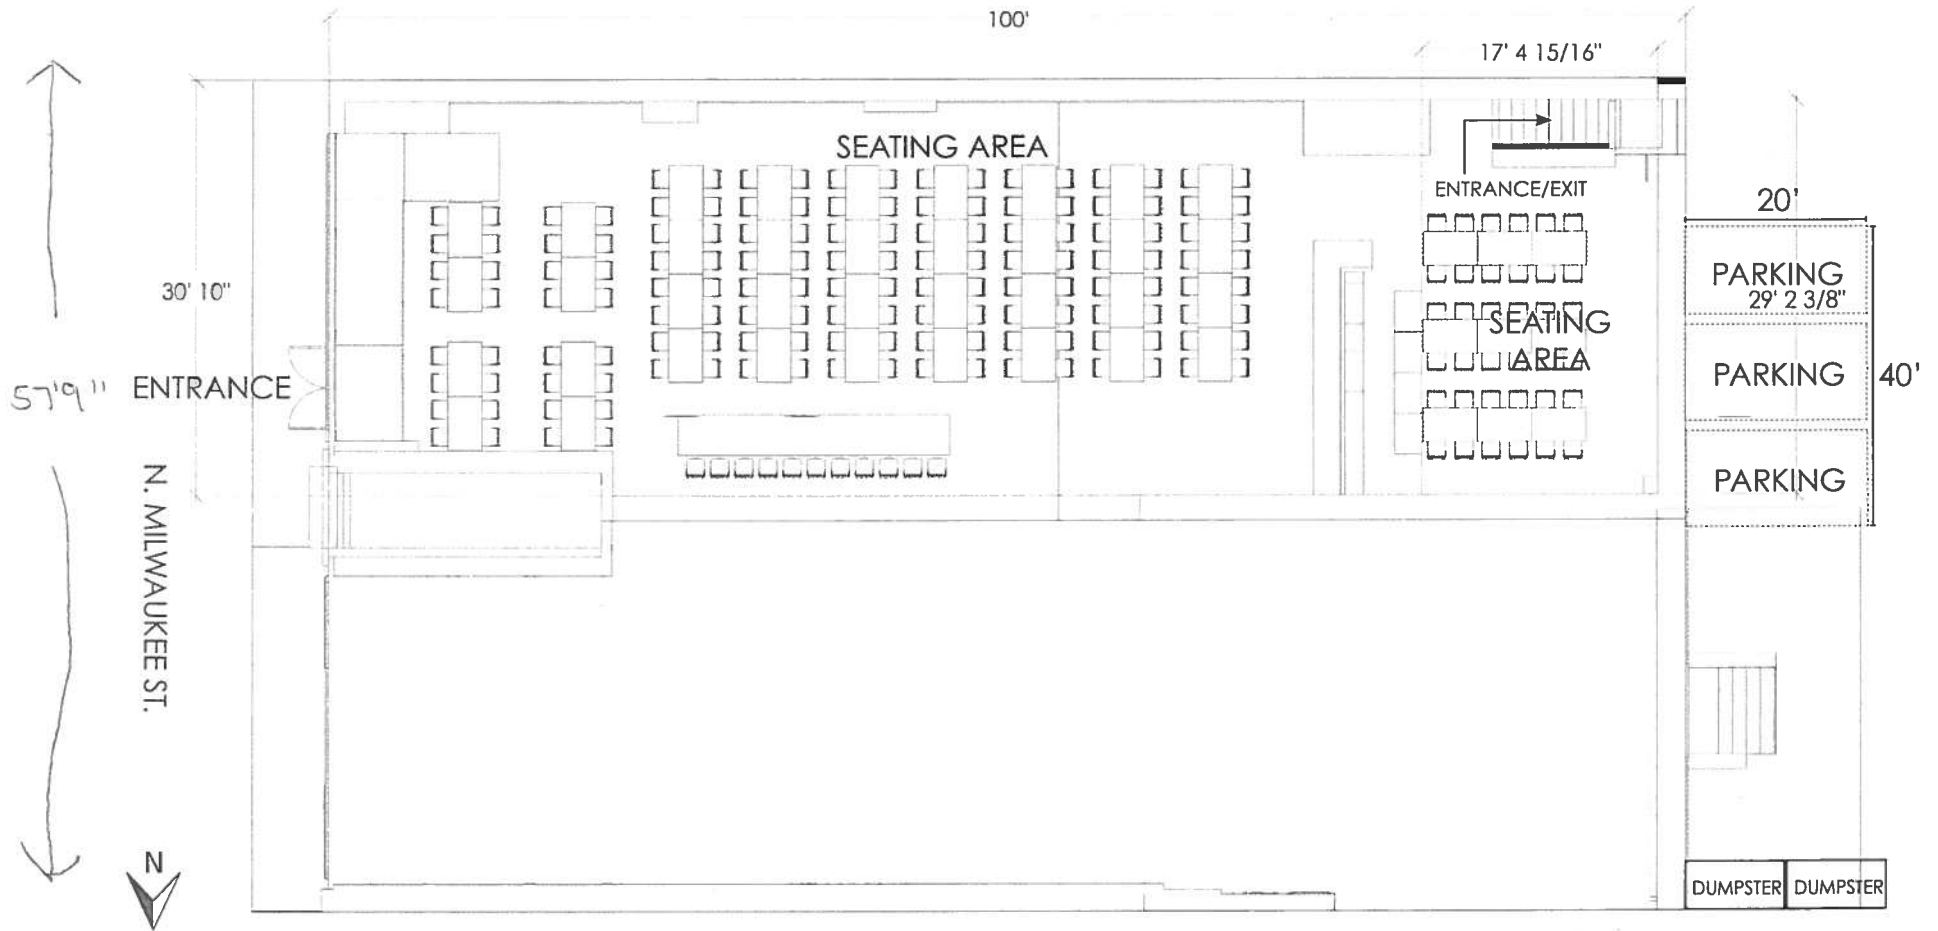 100'
17' 4 15/16"
SEATING AREA
ENTRANCE/EXIT
20'
30' 10"
PARKING
29' 2 3/8"
SEATING
AREA
PARKING
40'
57'9"
ENTRANCE
PARKING
N. MILWAUKEE ST.
N
DUMPSTER
DUMPSTER